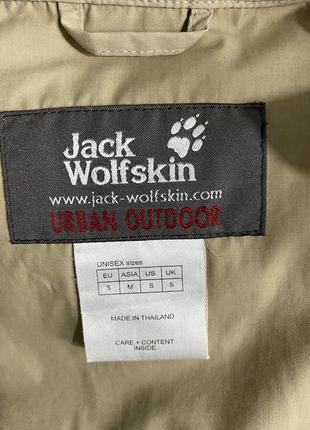 Jack
Wolfskin
www.jack-wolfskin.com
URBAN OUTDOOR
UNISEX sizes
EU ASIA US UK
S M S S
MADE IN THAILAND
CARE + CONTENT
INSIDE